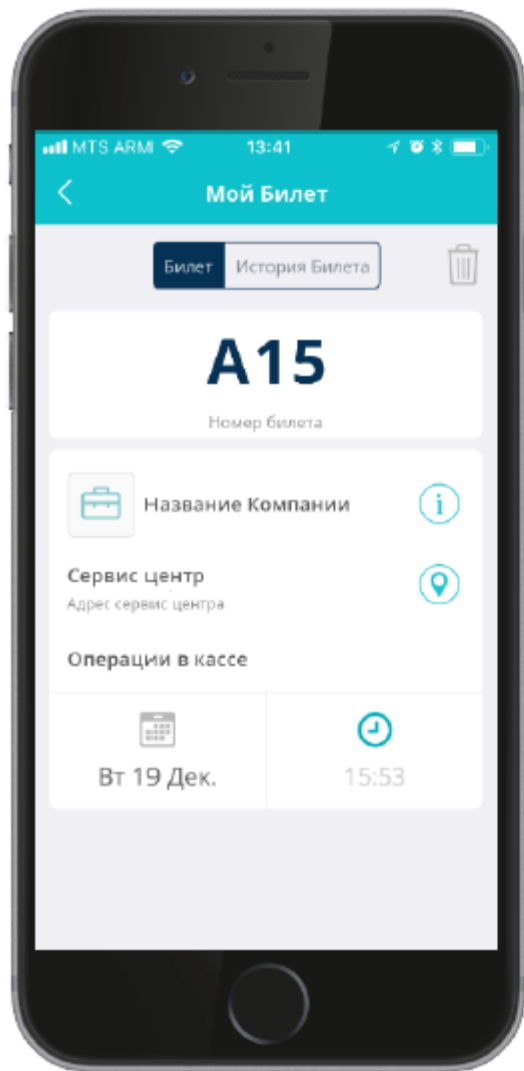 MTS ARM 13:41
Мой Билет
Билет История Билета
A15
Номер билета
Название Компании
i
Сервис центр
Адрес сервис центра
Операции в кассе
Вт 19 Дек. 15:53